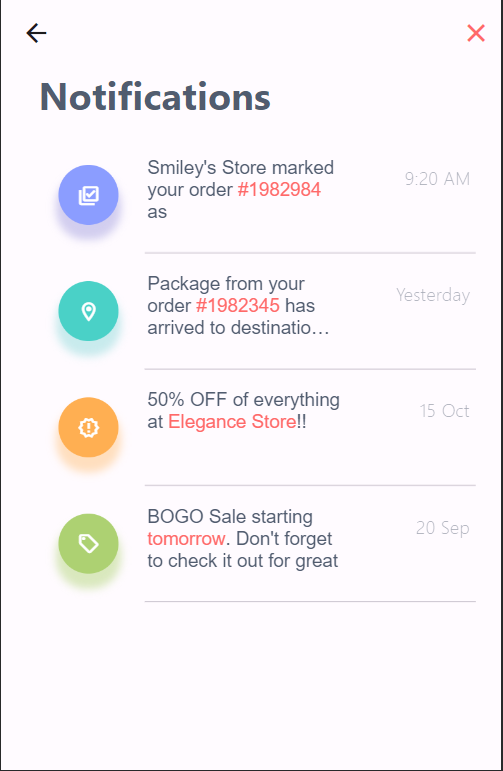 Notifications
Smiley's Store marked
your order #1982984
as
9:20 AM
Package from your
order #1982345 has
arrived to destinatio…
Yesterday
50% OFF of everything
at Elegance Store!!
15 Oct
BOGO Sale starting
tomorrow. Don't forget
to check it out for great
20 Sep